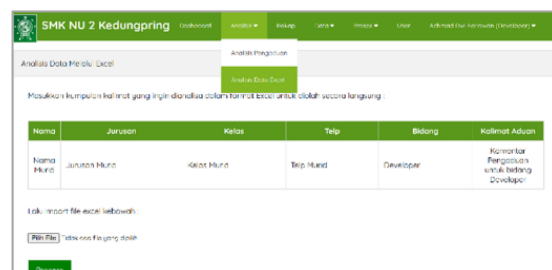 SMK NU 2 Kedungpring Dashboard Analisis Rekap Data Proses User Achmad Dwi (Developer)
Analisis Pengaduan
Analisis Data Excel
Analisis Data Melalui Excel
Masukkan kumpulan kalimat yang ingin dianalisa dalam format Excel untuk diolah secara langsung :
Nama Jurusan Kelas Telp Bidang Kalimat Aduan
Nama Murid Jurusan Murid Kelas Murid Telp Murid Developer Komentar Pengaduan untuk bidang Developer
Lalu import file excel kebawah :
Pilih File Tidak ada file yang dipilih